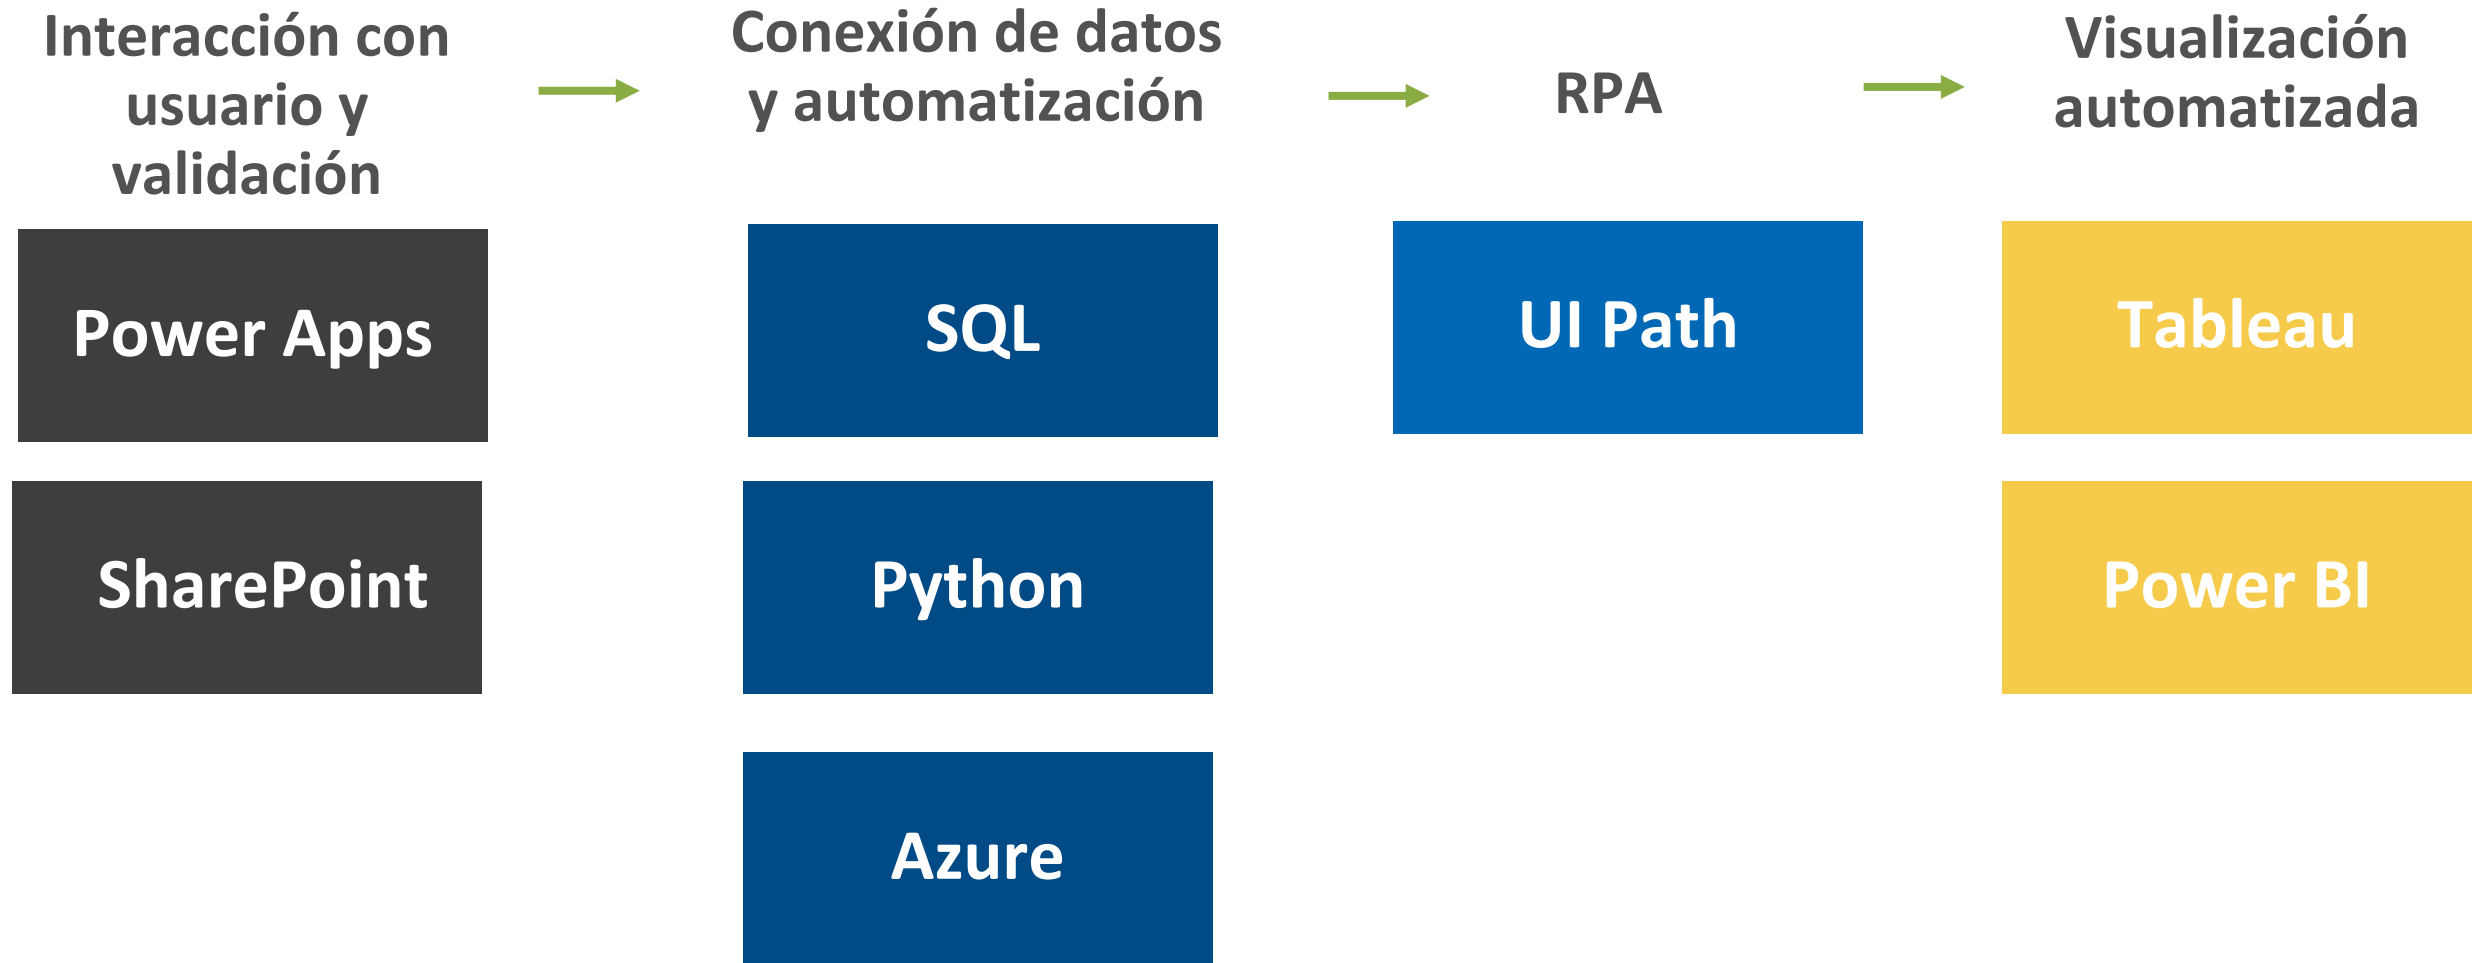 Interacción con
usuario y
validación
Conexión de datos
y automatización
RPA
Visualización
automatizada
Power Apps
SQL
UI Path
Tableau
SharePoint
Python
Power BI
Azure